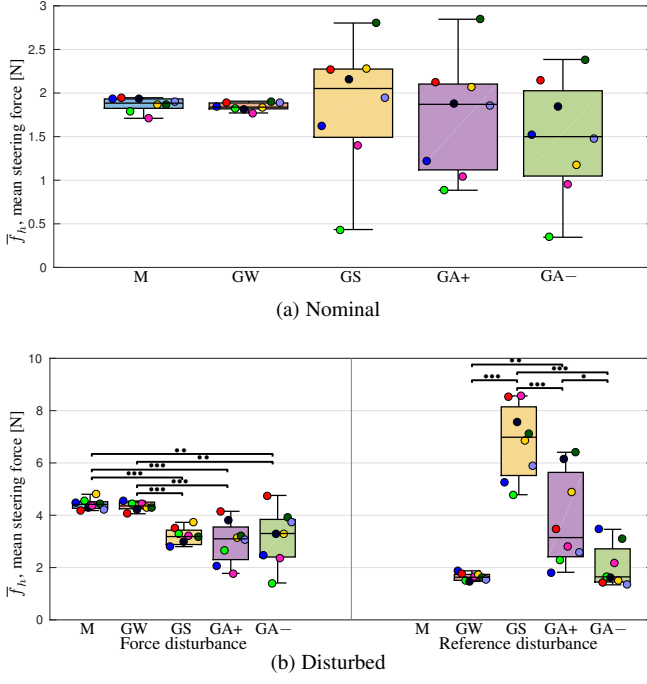 f̅h, mean steering force [N]
3
2.5
2
1.5
1
0.5
0
M GW GS GA+ GA−
(a) Nominal
f̅h, mean steering force [N]
10
8
6
4
2
0
•• •••
••• ••• •
••
•• •••
••• •••
•••
M GW GS GA+ GA− M GW GS GA+ GA−
Force disturbance Reference disturbance
(b) Disturbed